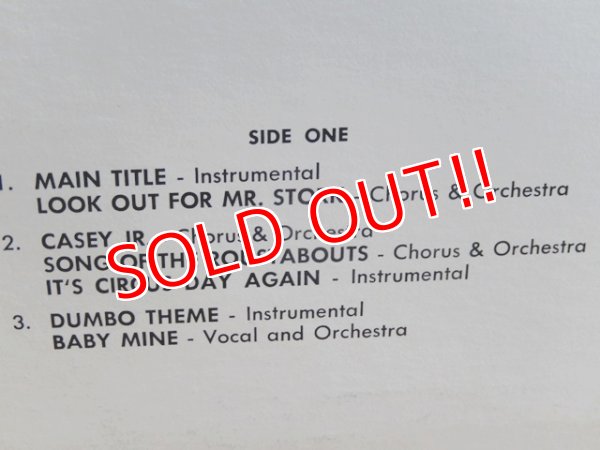 SIDE ONE
1. MAIN TITLE - Instrumental
LOOK OUT FOR MR. STORK - Chorus & Orchestra
2. CASEY JR. - Chorus & Orchestra
SONG OF THE ROUSTABOUTS - Chorus & Orchestra
IT'S CIRCUS DAY AGAIN - Instrumental
3. DUMBO THEME - Instrumental
BABY MINE - Vocal and Orchestra
SOLD OUT!!